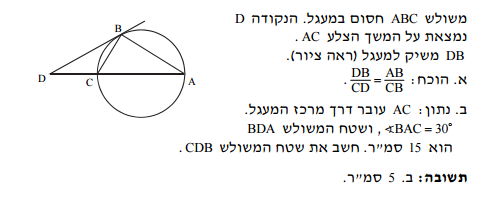 משולש ABC חסום במעגל. הנקודה D
נמצאת על המשך הצלע AC .
DB משיק למעגל (ראה ציור).
א. הוכח: DB/CD = AB/CB .
ב. נתון: AC עובר דרך מרכז המעגל.
∢BAC = 30° , ושטח המשולש BDA
הוא 15 סמ"ר. חשב את שטח המשולש CDB .
תשובה: ב. 5 סמ"ר.
B
D
C
A